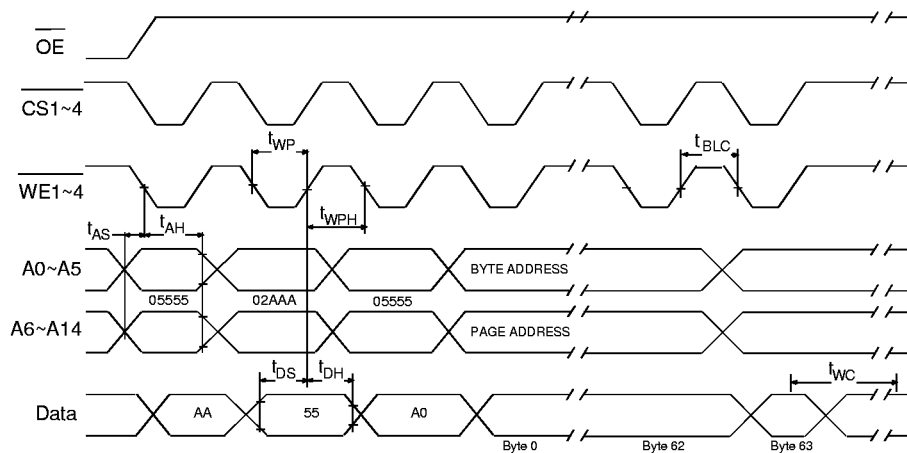 OE
CS1~4
tWP
tBLC
WE1~4
tWPH
tAS tAH
A0~A5 BYTE ADDRESS
05555 02AAA 05555
A6~A14 PAGE ADDRESS
tDS tDH tWC
Data AA 55 A0
Byte 0 Byte 62 Byte 63